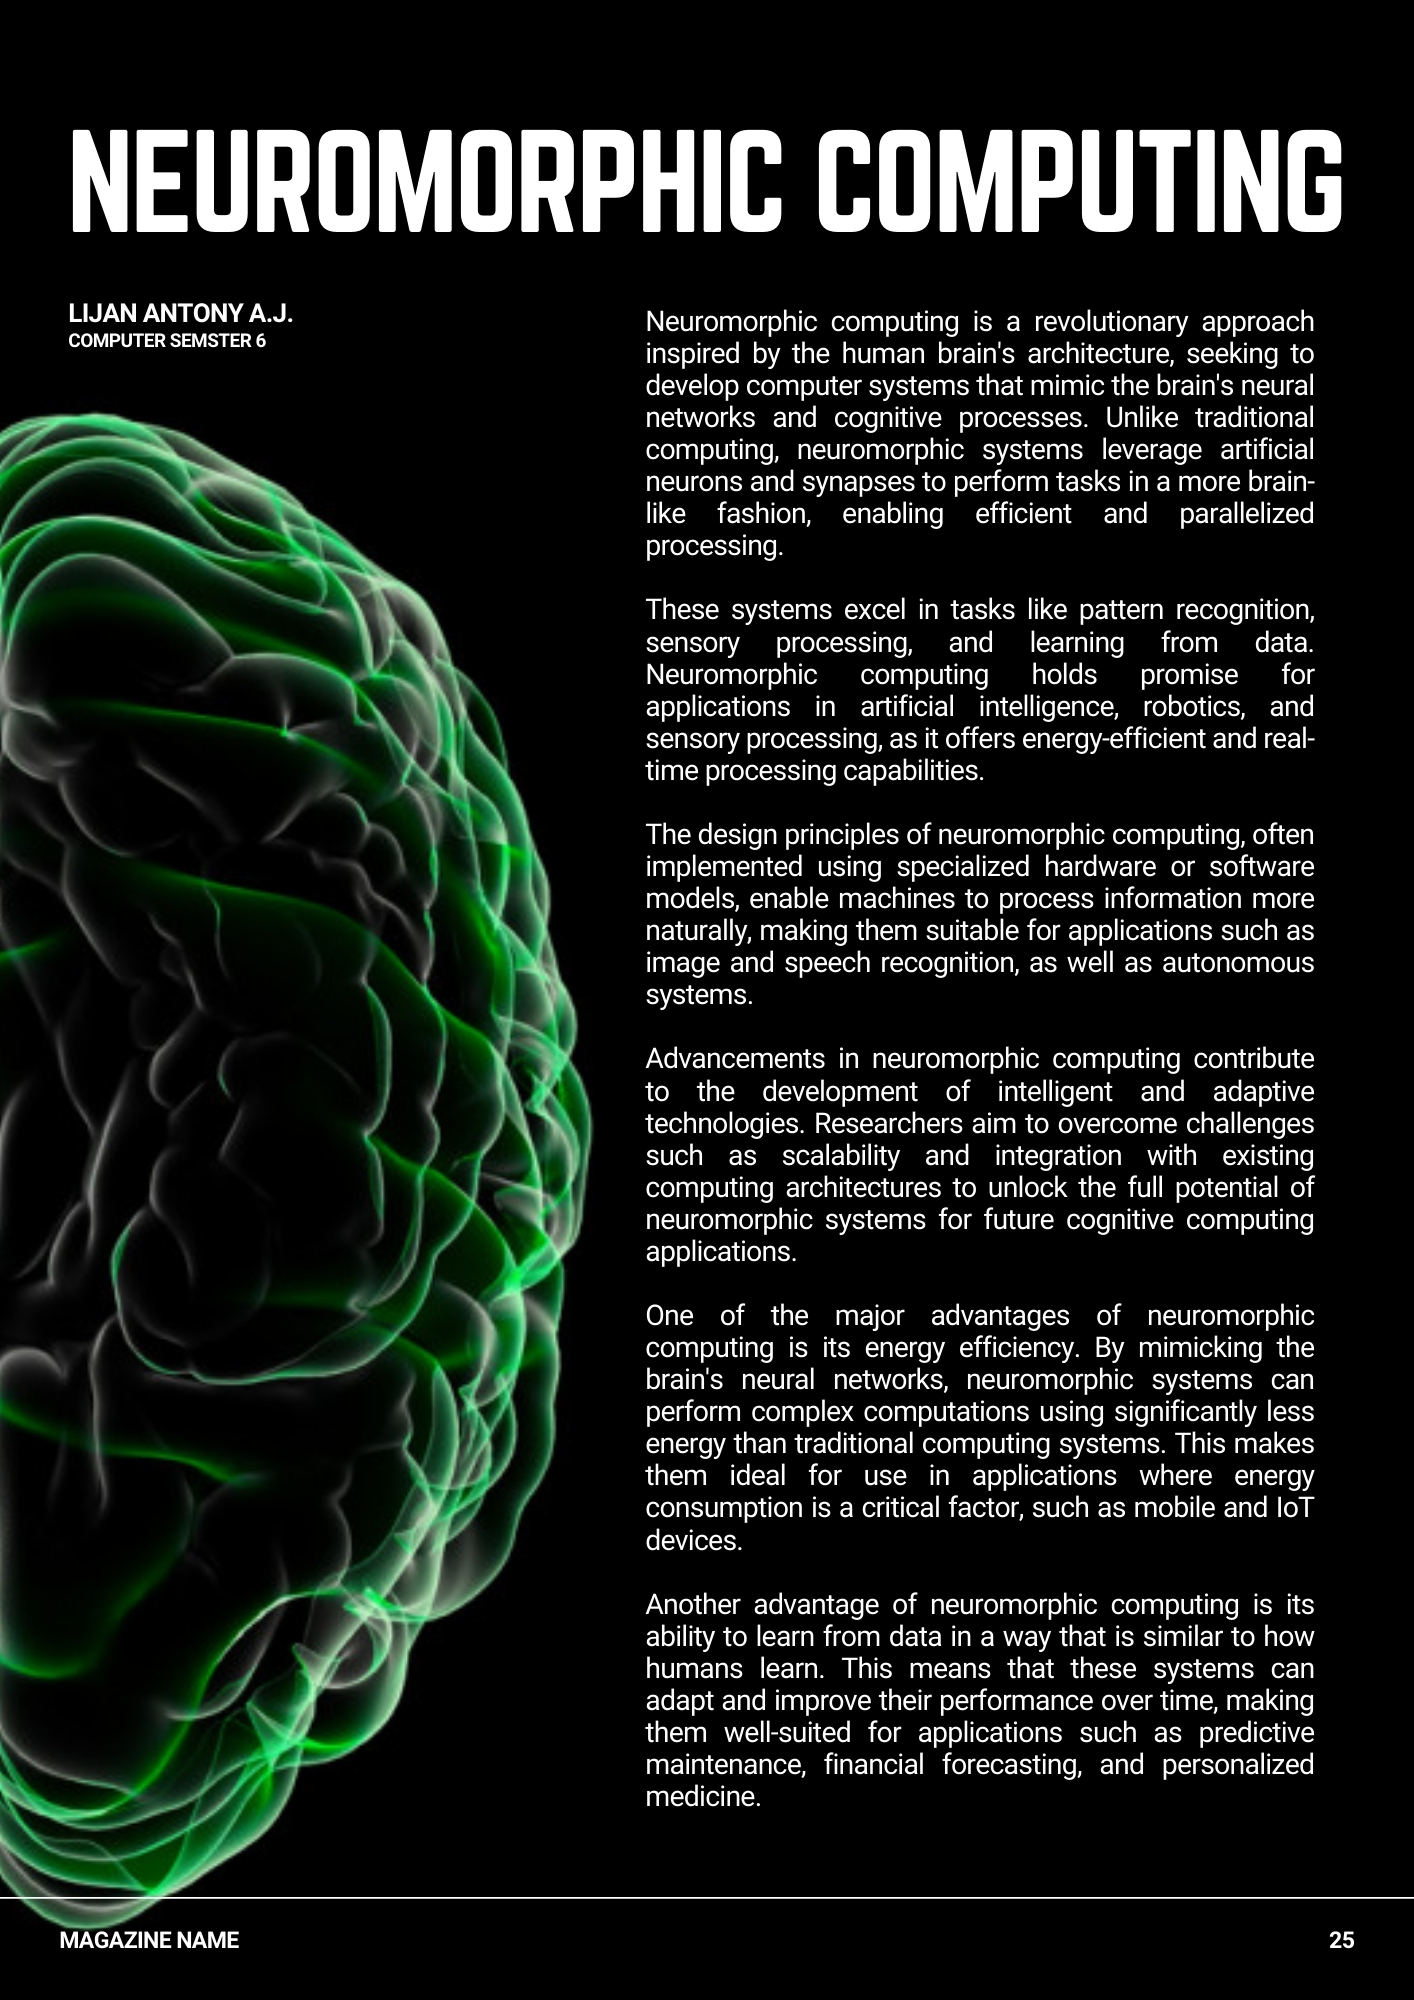 NEUROMORPHIC COMPUTING
LIJAN ANTONY A.J.
COMPUTER SEMSTER 6
Neuromorphic computing is a revolutionary approach
inspired by the human brain's architecture, seeking to
develop computer systems that mimic the brain's neural
networks and cognitive processes. Unlike traditional
computing, neuromorphic systems leverage artificial
neurons and synapses to perform tasks in a more brain-
like fashion, enabling efficient and parallelized
processing.
These systems excel in tasks like pattern recognition,
sensory processing, and learning from data.
Neuromorphic computing holds promise for
applications in artificial intelligence, robotics, and
sensory processing, as it offers energy-efficient and real-
time processing capabilities.
The design principles of neuromorphic computing, often
implemented using specialized hardware or software
models, enable machines to process information more
naturally, making them suitable for applications such as
image and speech recognition, as well as autonomous
systems.
Advancements in neuromorphic computing contribute
to the development of intelligent and adaptive
technologies. Researchers aim to overcome challenges
such as scalability and integration with existing
computing architectures to unlock the full potential of
neuromorphic systems for future cognitive computing
applications.
One of the major advantages of neuromorphic
computing is its energy efficiency. By mimicking the
brain's neural networks, neuromorphic systems can
perform complex computations using significantly less
energy than traditional computing systems. This makes
them ideal for use in applications where energy
consumption is a critical factor, such as mobile and IoT
devices.
Another advantage of neuromorphic computing is its
ability to learn from data in a way that is similar to how
humans learn. This means that these systems can
adapt and improve their performance over time, making
them well-suited for applications such as predictive
maintenance, financial forecasting, and personalized
medicine.
MAGAZINE NAME
25